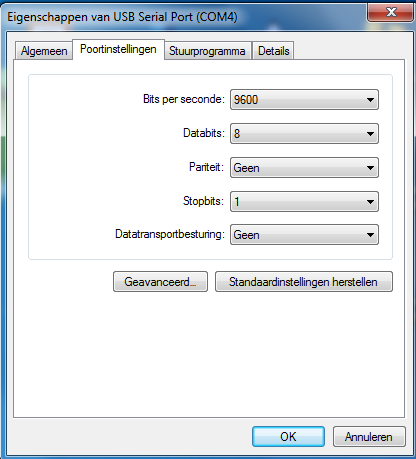 Eigenschappen van USB Serial Port (COM4)
Algemeen Poortinstellingen Stuurprogramma Details
Bits per seconde: 9600
Databits: 8
Pariteit: Geen
Stopbits: 1
Datatransportbesturing: Geen
Geavanceerd... Standaardinstellingen herstellen
OK Annuleren